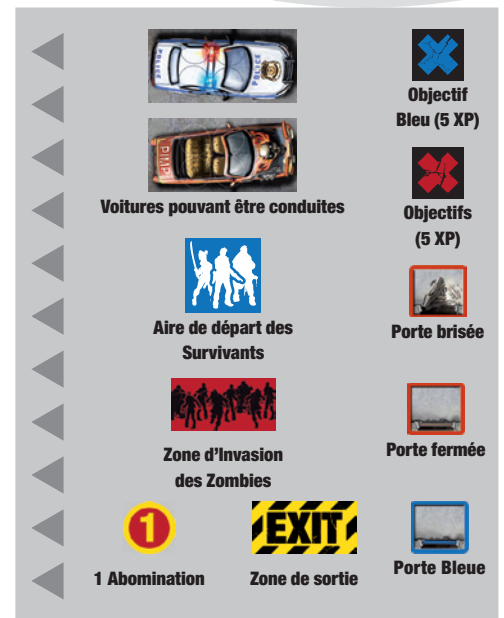 POLICE
POLICE
PIMP
Voitures pouvant être conduites
Objectif
Bleu (5 XP)
Objectifs
(5 XP)
Aire de départ des
Survivants
Porte brisée
Zone d'Invasion
des Zombies
Porte fermée
1
1 Abomination
EXIT
Zone de sortie
Porte Bleue